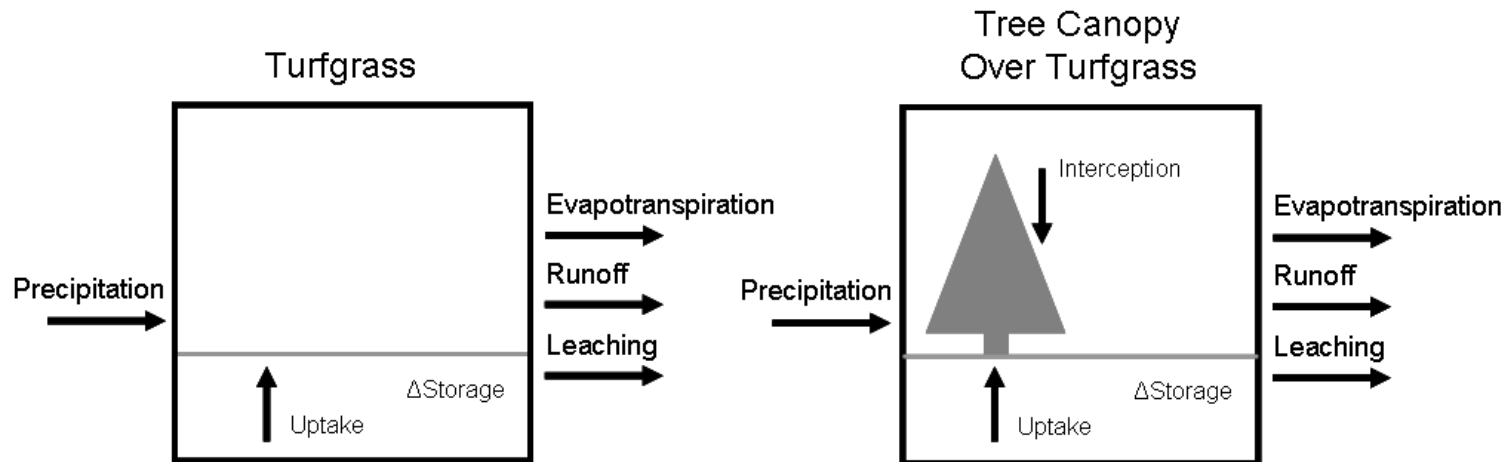 Turfgrass
Precipitation
Evapotranspiration
Runoff
Leaching
ΔStorage
Uptake
Tree Canopy
Over Turfgrass
Interception
Precipitation
Evapotranspiration
Runoff
Leaching
ΔStorage
Uptake